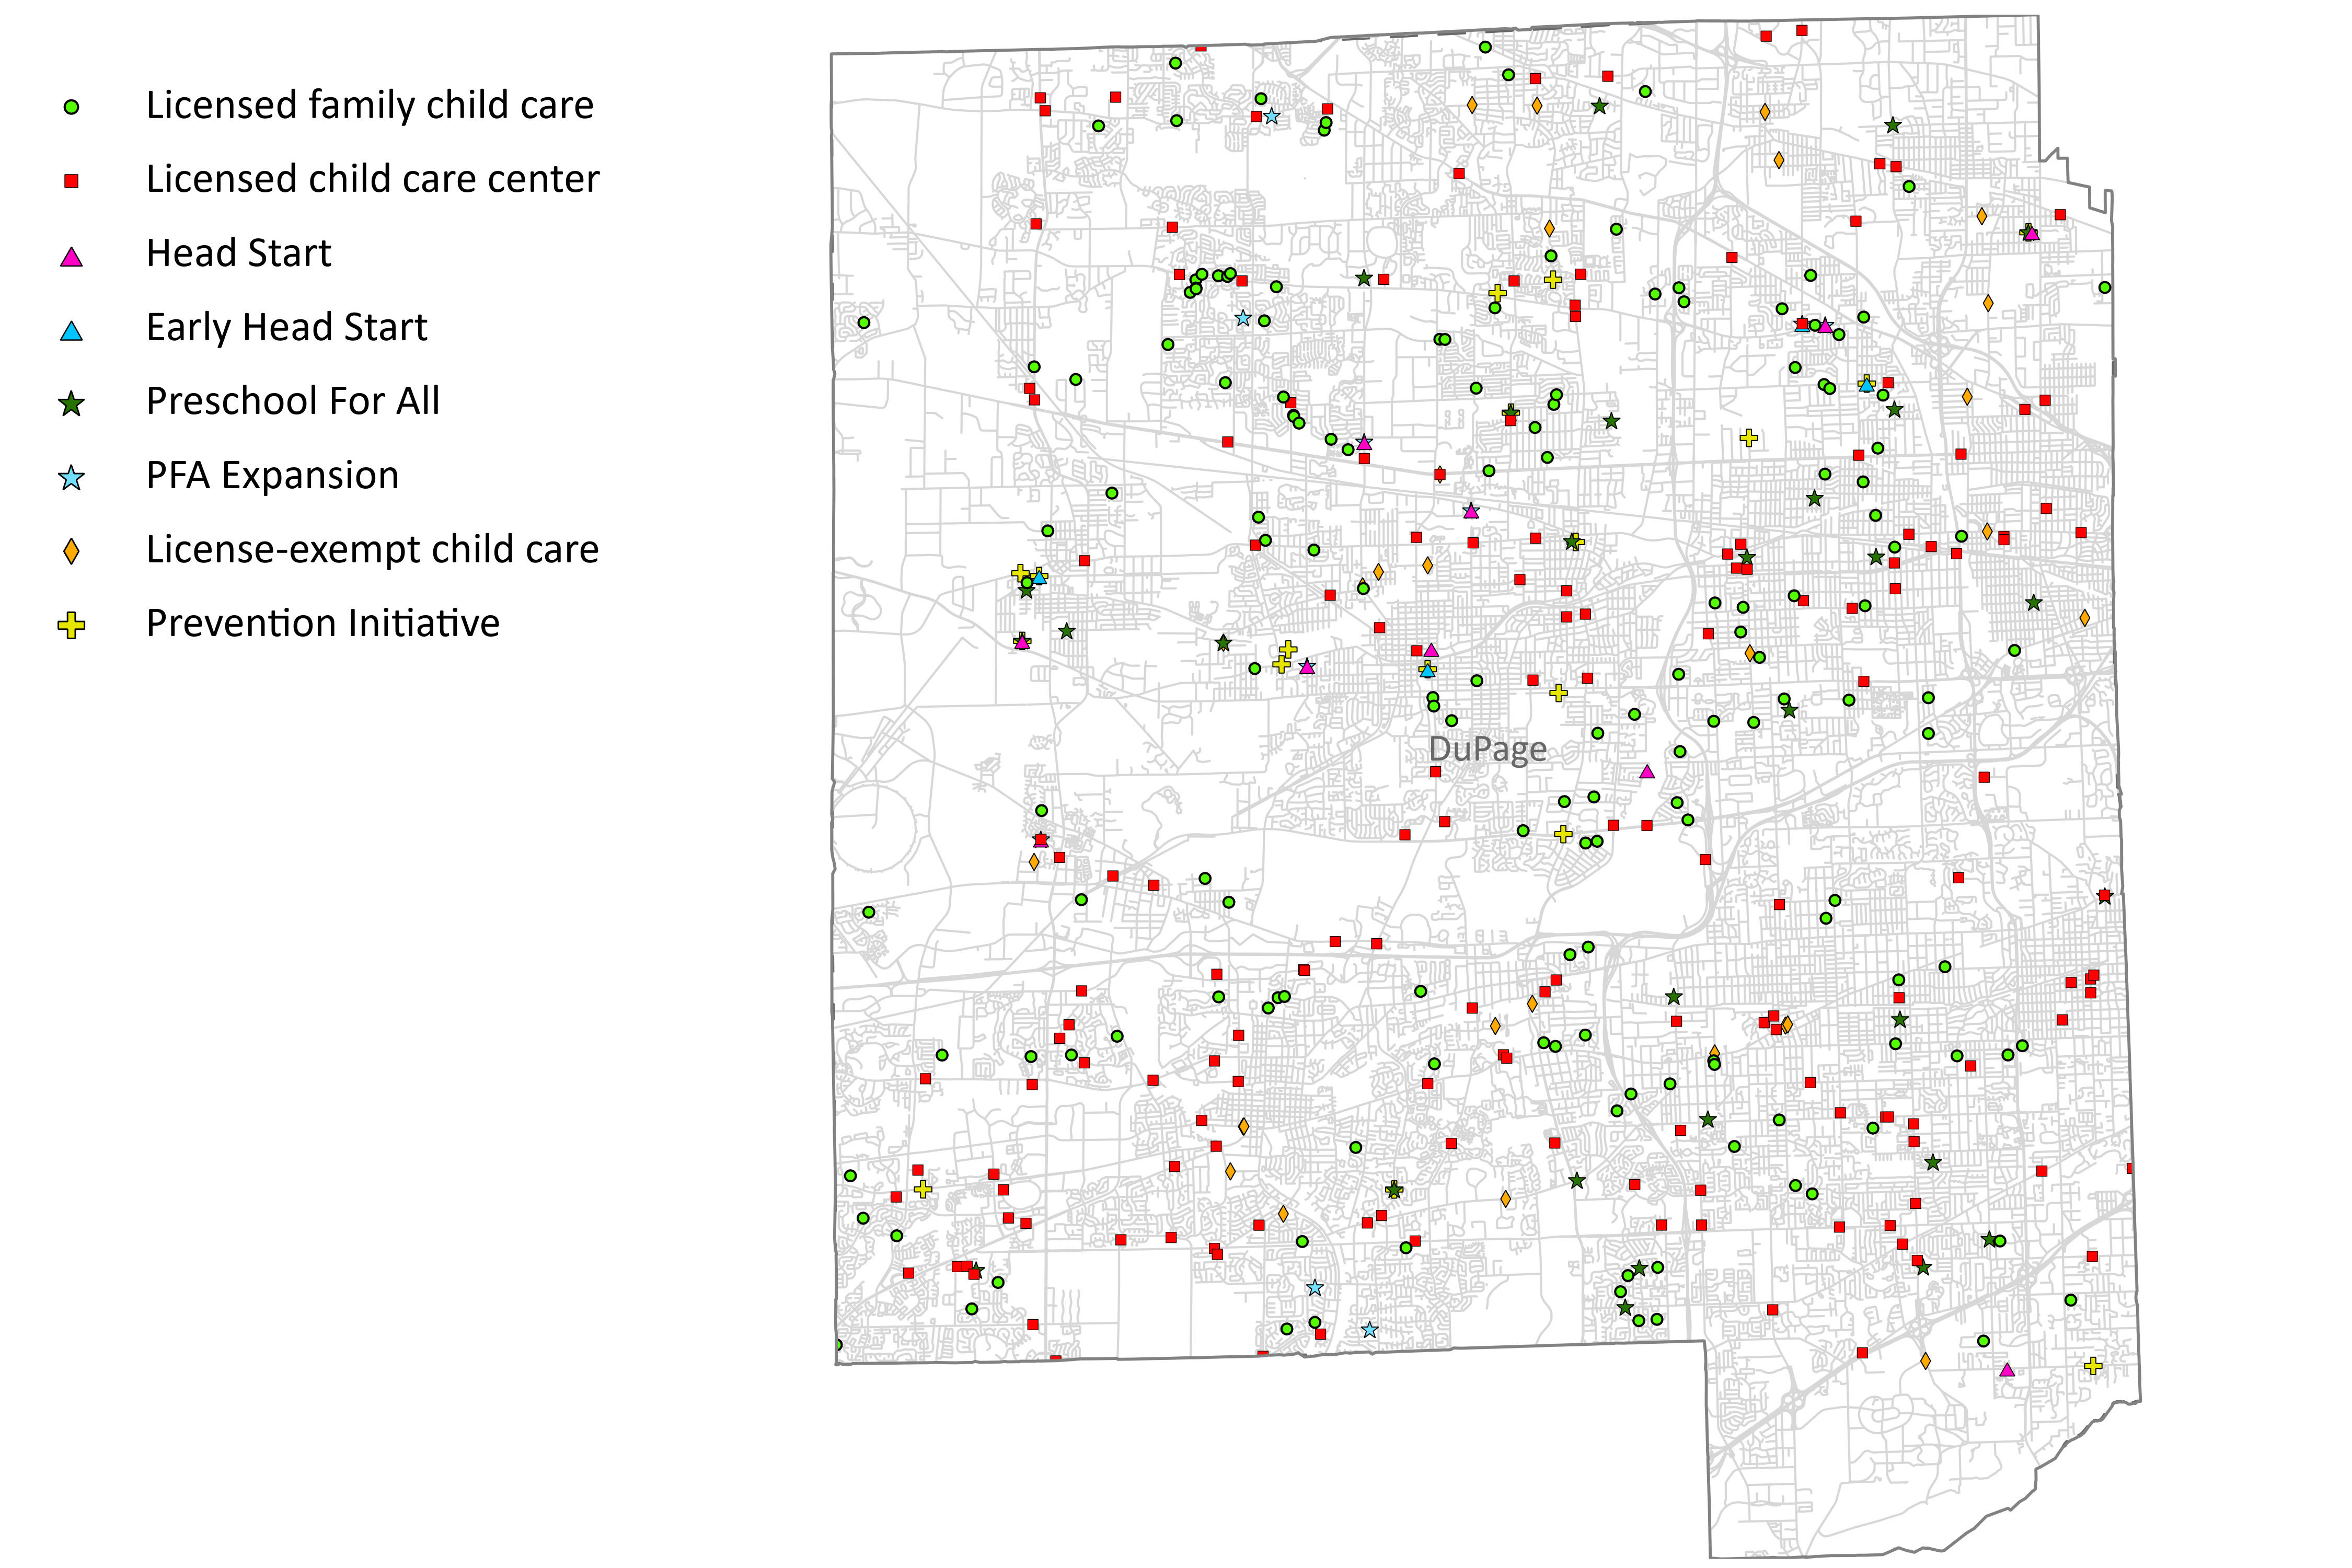 Licensed family child care
Licensed child care center
Head Start
Early Head Start
Preschool For All
PFA Expansion
License-exempt child care
Prevention Initiative
DuPage